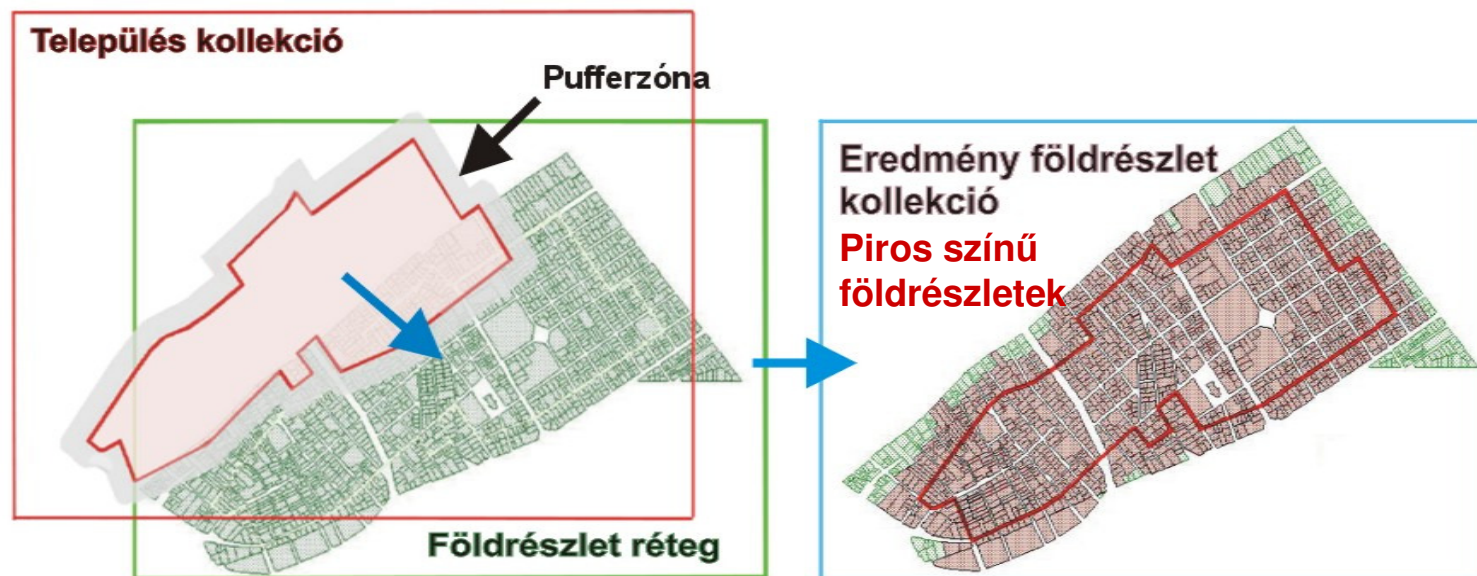 Település kollekció
Pufferzóna
Földrészlet réteg
Eredmény földrészlet
kollekció
Piros színű
földrészletek